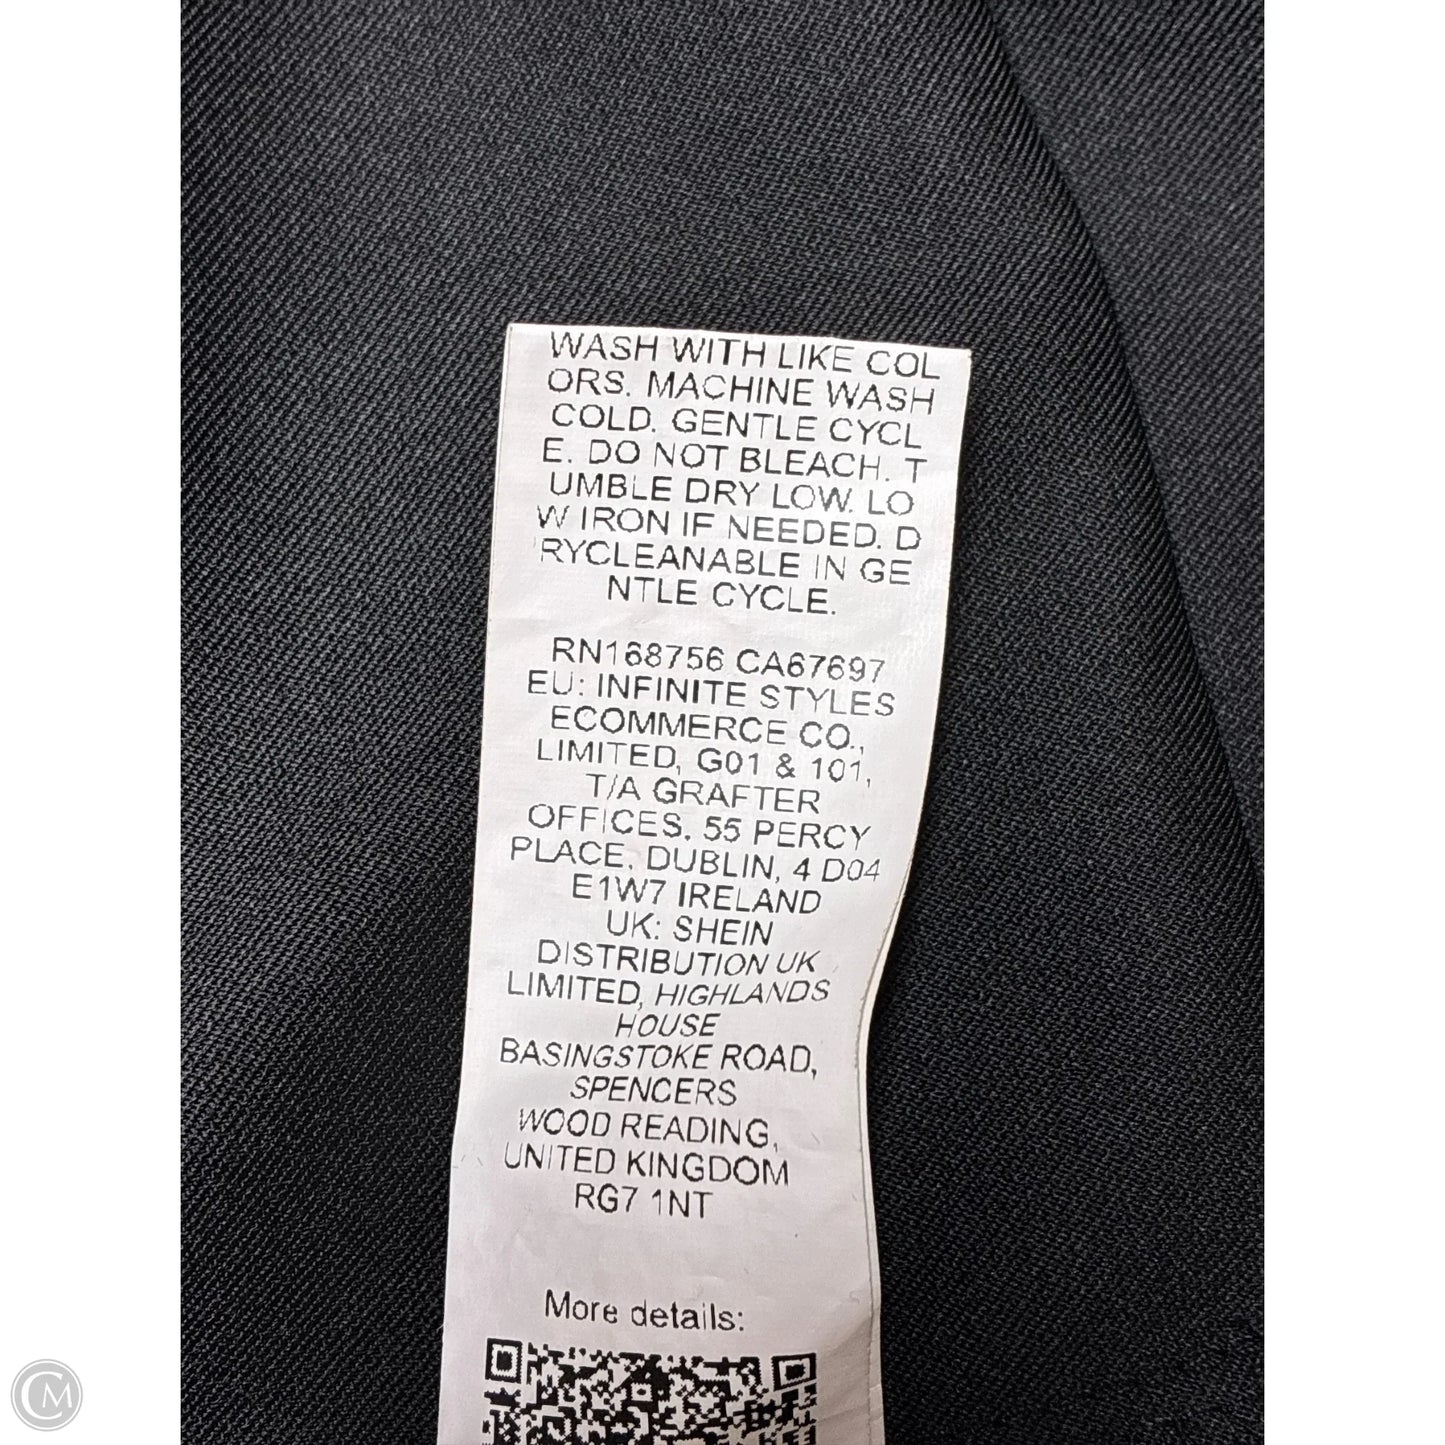 WASH WITH LIKE COL
ORS. MACHINE WASH
COLD. GENTLE CYCL
E. DO NOT BLEACH. T
UMBLE DRY LOW. LO
W IRON IF NEEDED. D
RYCLEANABLE IN GE
NTLE CYCLE.
RN168756 CA67697
EU: INFINITE STYLES
ECOMMERCE CO.,
LIMITED, G01 & 101,
T/A GRAFTER
OFFICES, 55 PERCY
PLACE, DUBLIN, 4 D04
E1W7 IRELAND
UK: SHEIN
DISTRIBUTION UK
LIMITED, HIGHLANDS
HOUSE
BASINGSTOKE ROAD,
SPENCERS
WOOD READING,
UNITED KINGDOM
RG7 1NT
More details:
CM